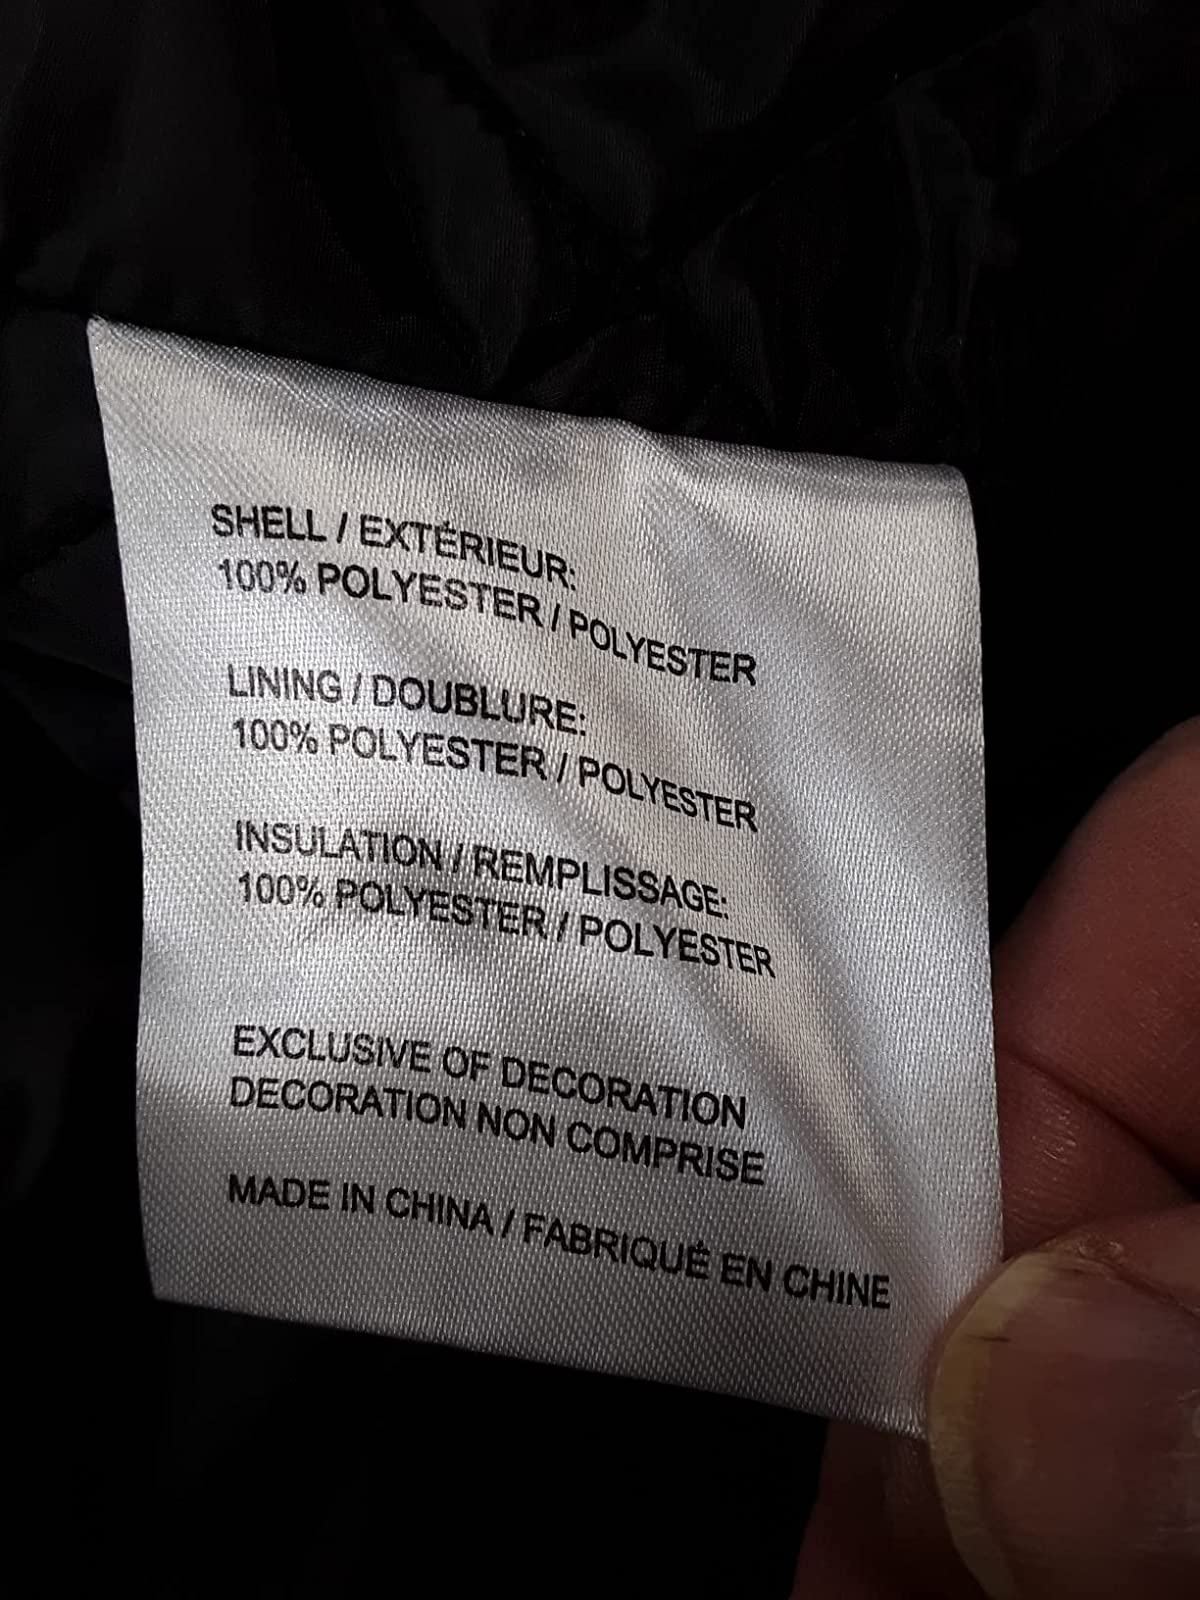 SHELL / EXTÉRIEUR:
100% POLYESTER / POLYESTER
LINING / DOUBLURE:
100% POLYESTER / POLYESTER
INSULATION / REMPLISSAGE:
100% POLYESTER / POLYESTER
EXCLUSIVE OF DECORATION
DECORATION NON COMPRISE
MADE IN CHINA / FABRIQUÉ EN CHINE